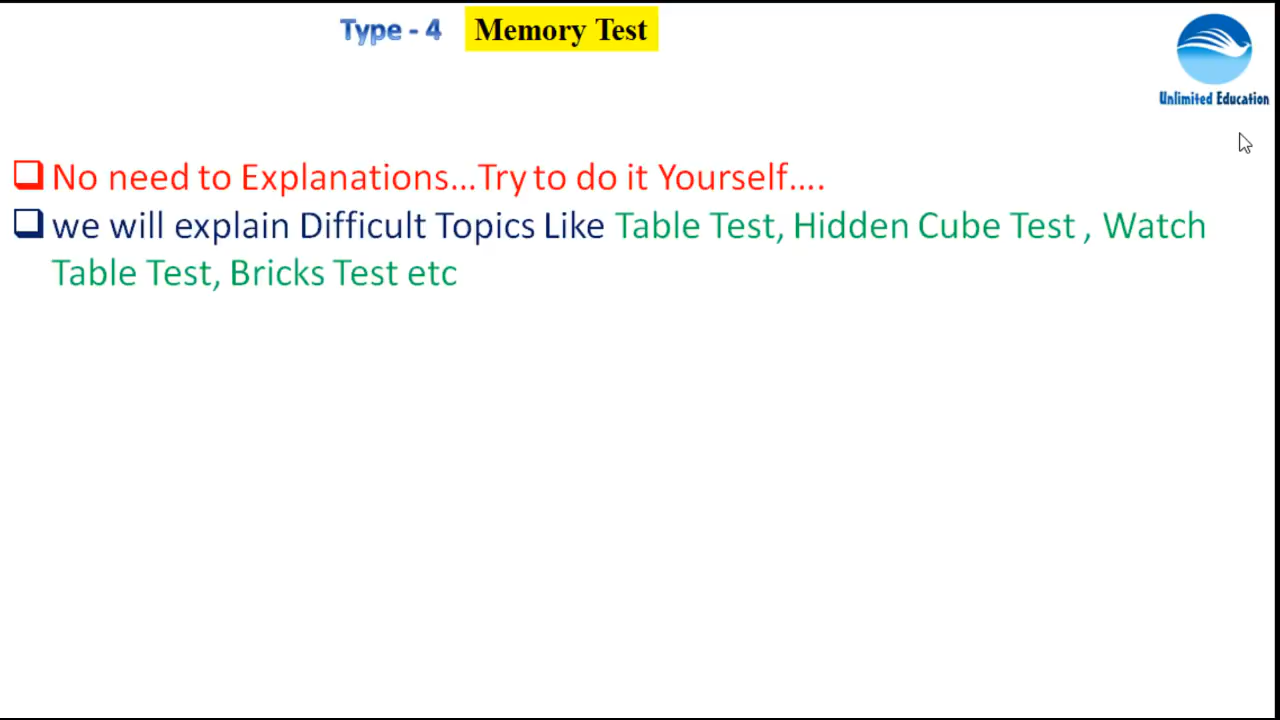 Type - 4 Memory Test
Unlimited Education
No need to Explanations...Try to do it Yourself....
we will explain Difficult Topics Like Table Test, Hidden Cube Test , Watch
Table Test, Bricks Test etc